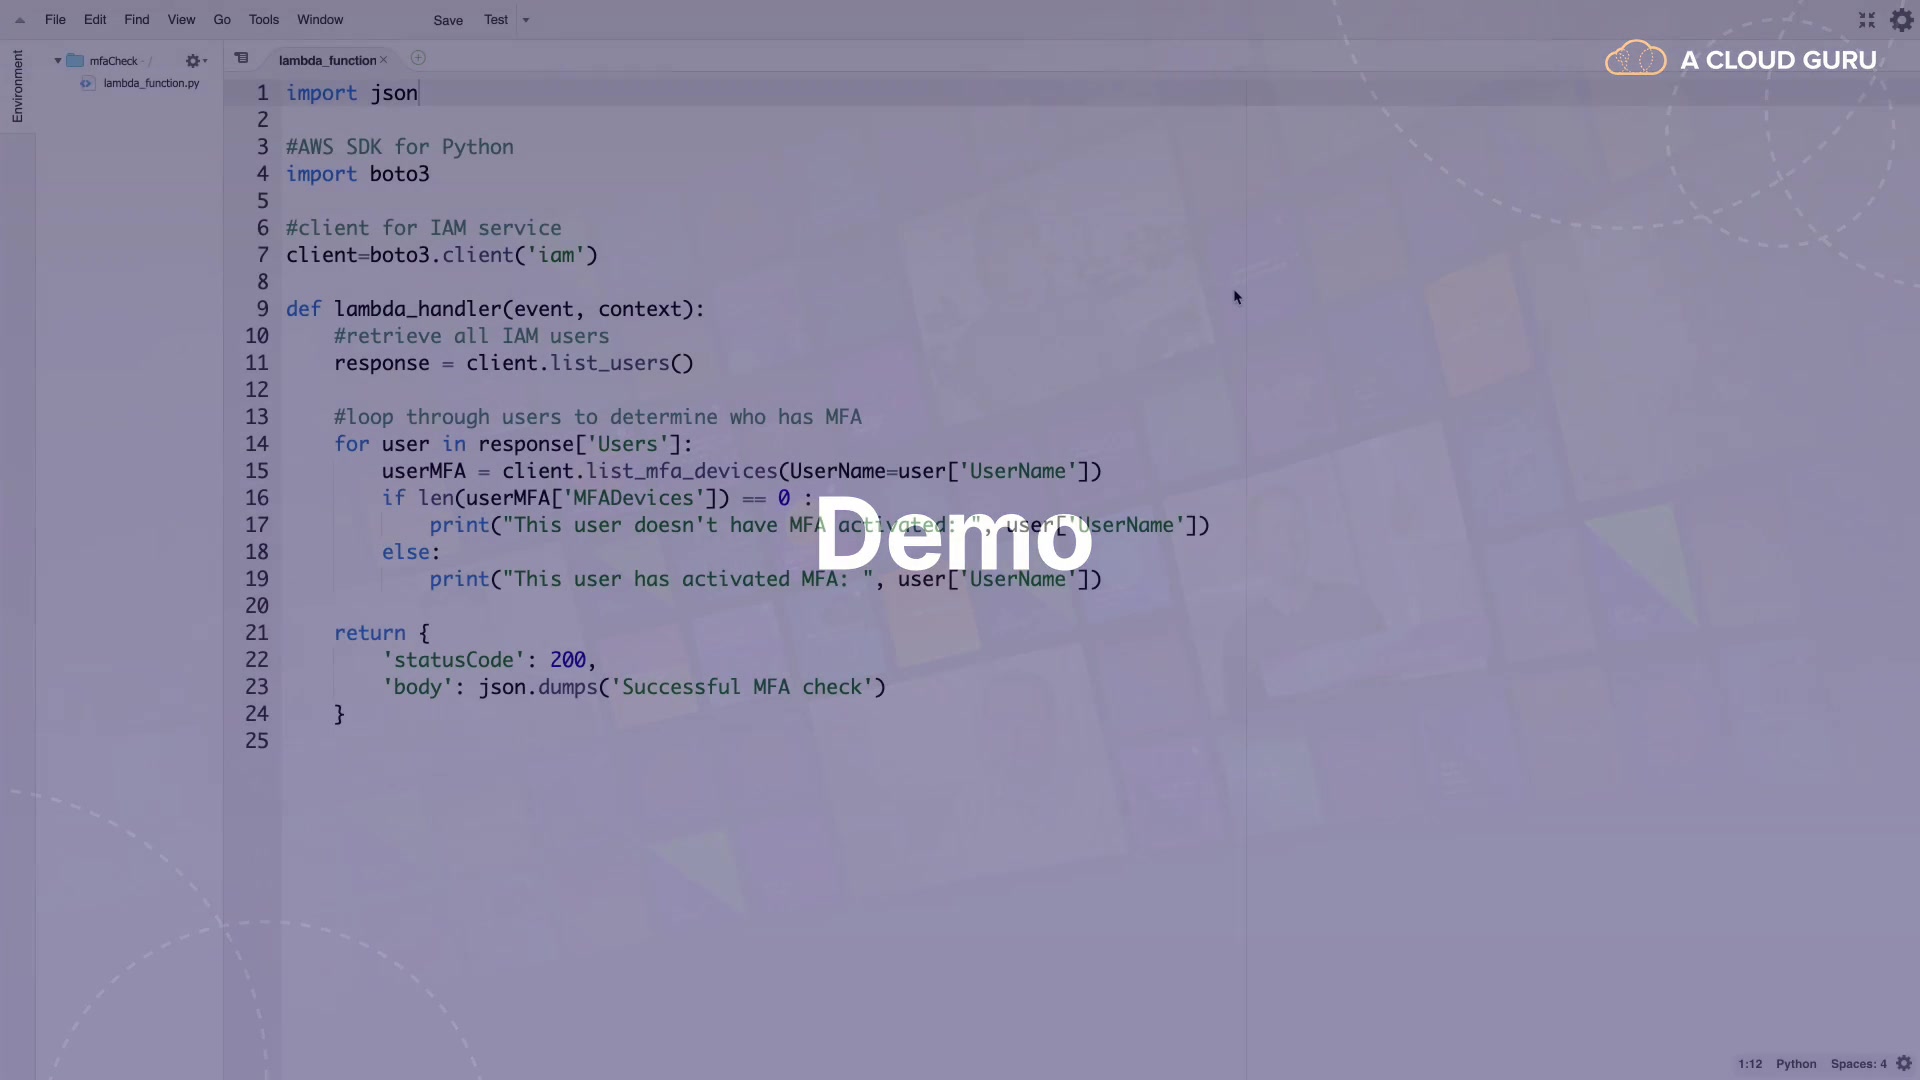 File Edit Find View Go Tools Window Save Test
Environment
mfaCheck /
lambda_function.py
lambda_function ×
A CLOUD GURU
1 import json
2
3 #AWS SDK for Python
4 import boto3
5
6 #client for IAM service
7 client=boto3.client('iam')
8
9 def lambda_handler(event, context):
10 #retrieve all IAM users
11 response = client.list_users()
12
13 #loop through users to determine who has MFA
14 for user in response['Users']:
15 userMFA = client.list_mfa_devices(UserName=user['UserName'])
16 if len(userMFA['MFADevices']) == 0 :
17 print("This user doesn't have MFA activated: ", user['UserName'])
18 else:
19 print("This user has activated MFA: ", user['UserName'])
20
21 return {
22 'statusCode': 200,
23 'body': json.dumps('Successful MFA check')
24 }
25
Demo
1:12 Python Spaces: 4